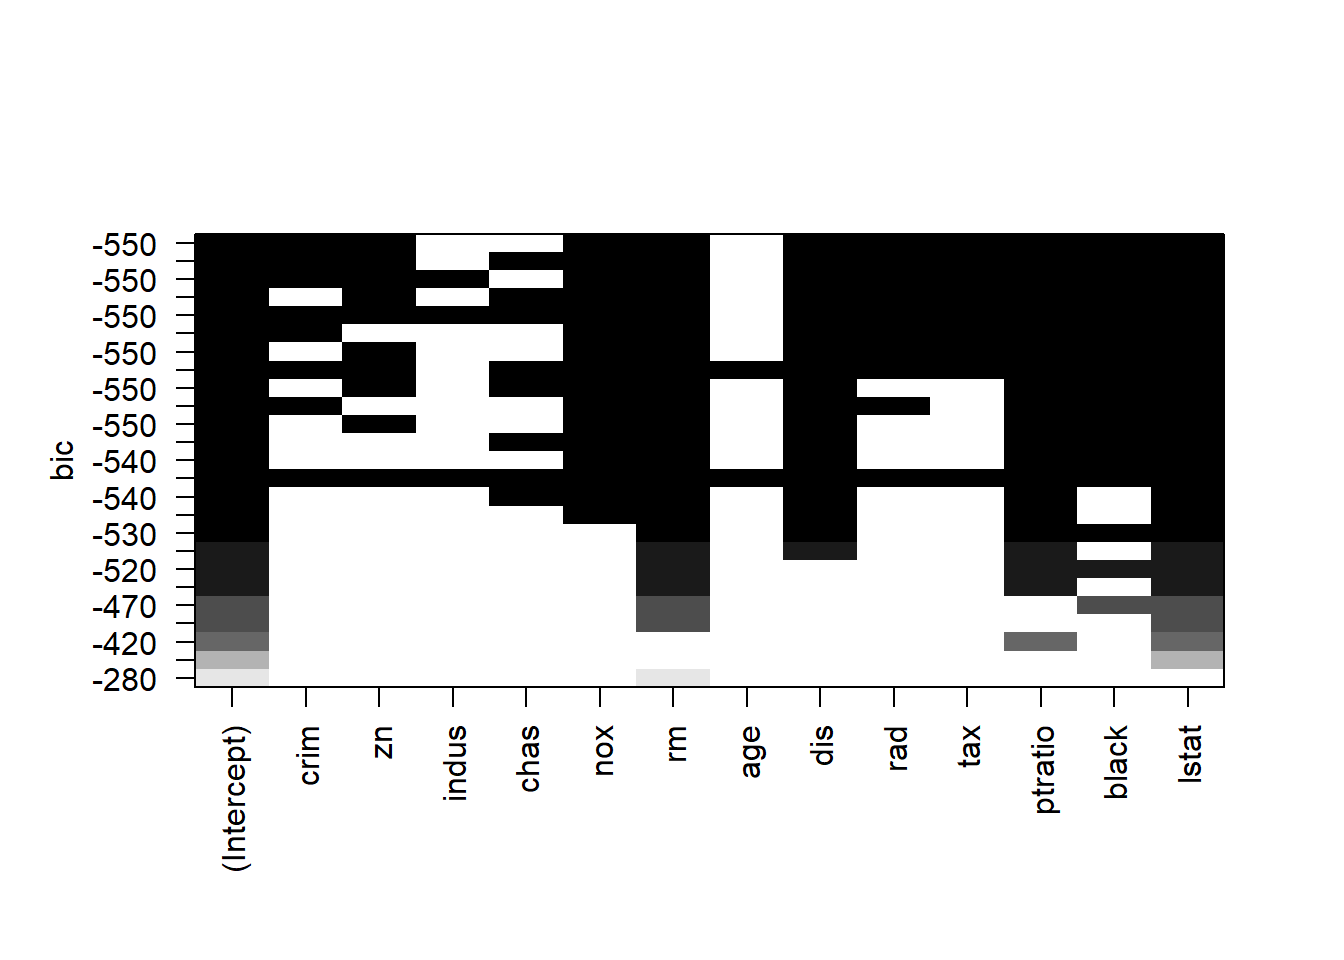 -550
-550
-550
-550
-550
-550
-540
-540
-530
-520
-470
-420
-280
bic
(Intercept)
crim
zn
indus
chas
nox
rm
age
dis
rad
tax
ptratio
black
lstat